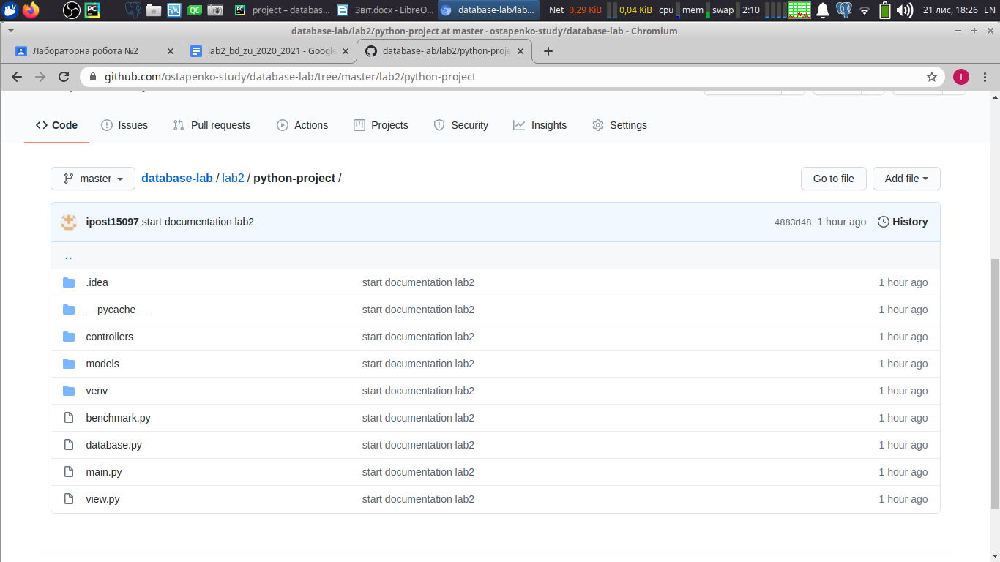 project – databas... Звіт.docx - LibreO... database-lab/lab... Net 0,29 KiB 0,04 KiB cpu mem swap 2:10 21 лис, 18:26 EN
database-lab/lab2/python-project at master · ostapenko-study/database-lab - Chromium
Лабораторна робота №2 lab2_bd_zu_2020_2021 - Google database-lab/lab2/python-proje
github.com/ostapenko-study/database-lab/tree/master/lab2/python-project I
Code Issues Pull requests Actions Projects Security Insights Settings
master database-lab / lab2 / python-project / Go to file Add file
ipost15097 start documentation lab2 4883d48 1 hour ago History
..
.idea start documentation lab2 1 hour ago
__pycache__ start documentation lab2 1 hour ago
controllers start documentation lab2 1 hour ago
models start documentation lab2 1 hour ago
venv start documentation lab2 1 hour ago
benchmark.py start documentation lab2 1 hour ago
database.py start documentation lab2 1 hour ago
main.py start documentation lab2 1 hour ago
view.py start documentation lab2 1 hour ago